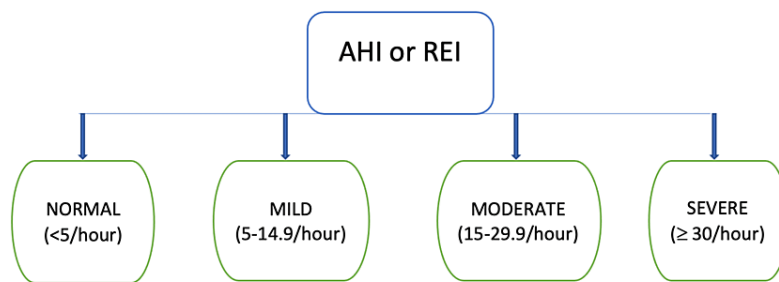 AHI or REI
NORMAL
(<5/hour)
MILD
(5-14.9/hour)
MODERATE
(15-29.9/hour)
SEVERE
(≥ 30/hour)